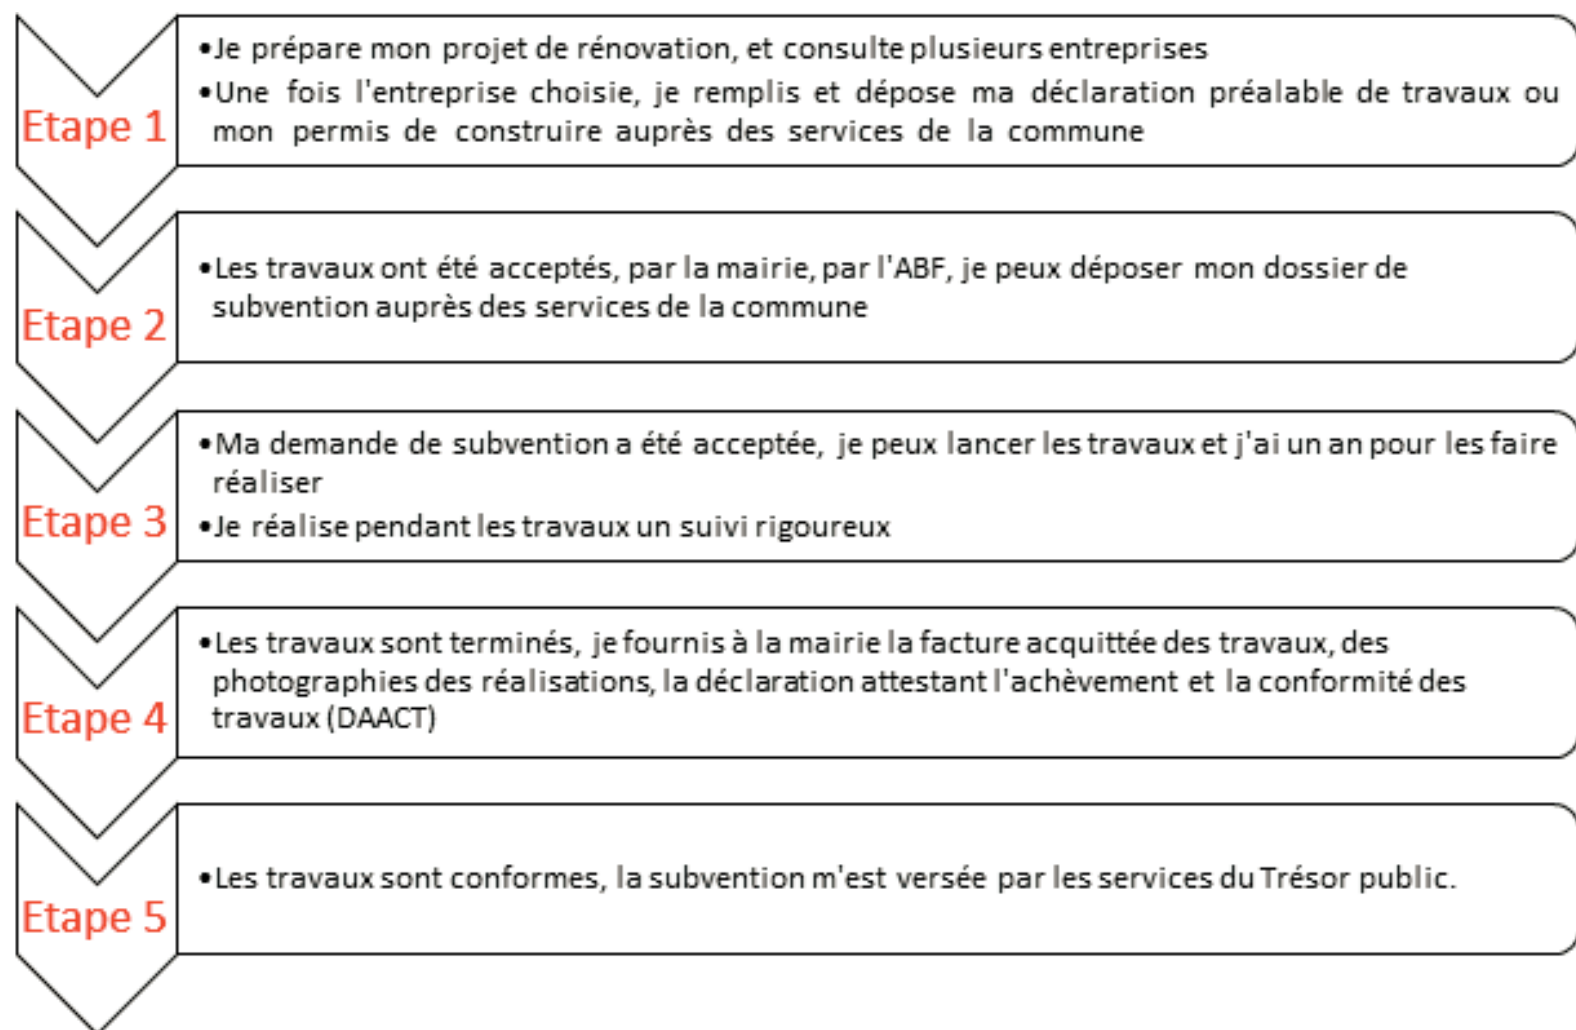 Etape 1
•Je prépare mon projet de rénovation, et consulte plusieurs entreprises
•Une fois l'entreprise choisie, je remplis et dépose ma déclaration préalable de travaux ou
mon permis de construire auprès des services de la commune
Etape 2
•Les travaux ont été acceptés, par la mairie, par l'ABF, je peux déposer mon dossier de
subvention auprès des services de la commune
Etape 3
•Ma demande de subvention a été acceptée, je peux lancer les travaux et j'ai un an pour les faire
réaliser
•Je réalise pendant les travaux un suivi rigoureux
Etape 4
•Les travaux sont terminés, je fournis à la mairie la facture acquittée des travaux, des
photographies des réalisations, la déclaration attestant l'achèvement et la conformité des
travaux (DAACT)
Etape 5
•Les travaux sont conformes, la subvention m'est versée par les services du Trésor public.